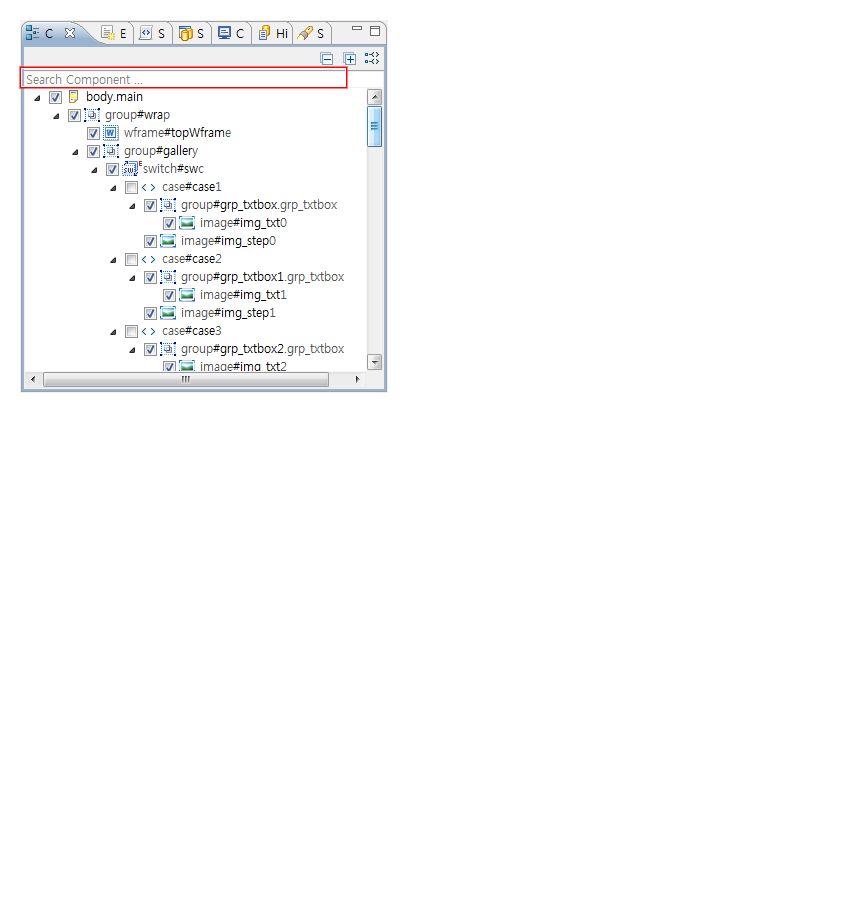 C E S S C Hi S
Search Component ...
body.main
group#wrap
wframe#topWframe
group#gallery
switch#swc
case#case1
group#grp_txtbox.grp_txtbox
image#img_txt0
image#img_step0
case#case2
group#grp_txtbox1.grp_txtbox
image#img_txt1
image#img_step1
case#case3
group#grp_txtbox2.grp_txtbox
image#img_txt2